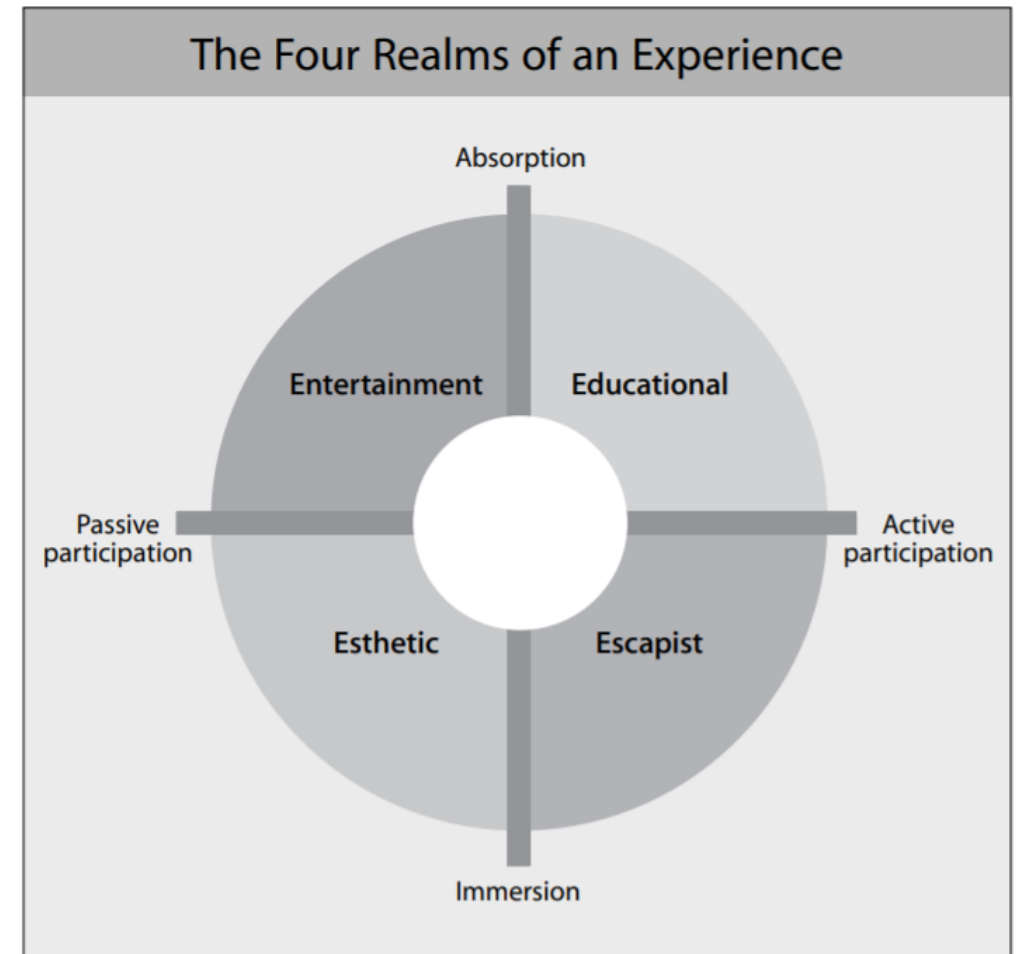 The Four Realms of an Experience
Absorption
Entertainment
Educational
Passive
participation
Active
participation
Esthetic
Escapist
Immersion